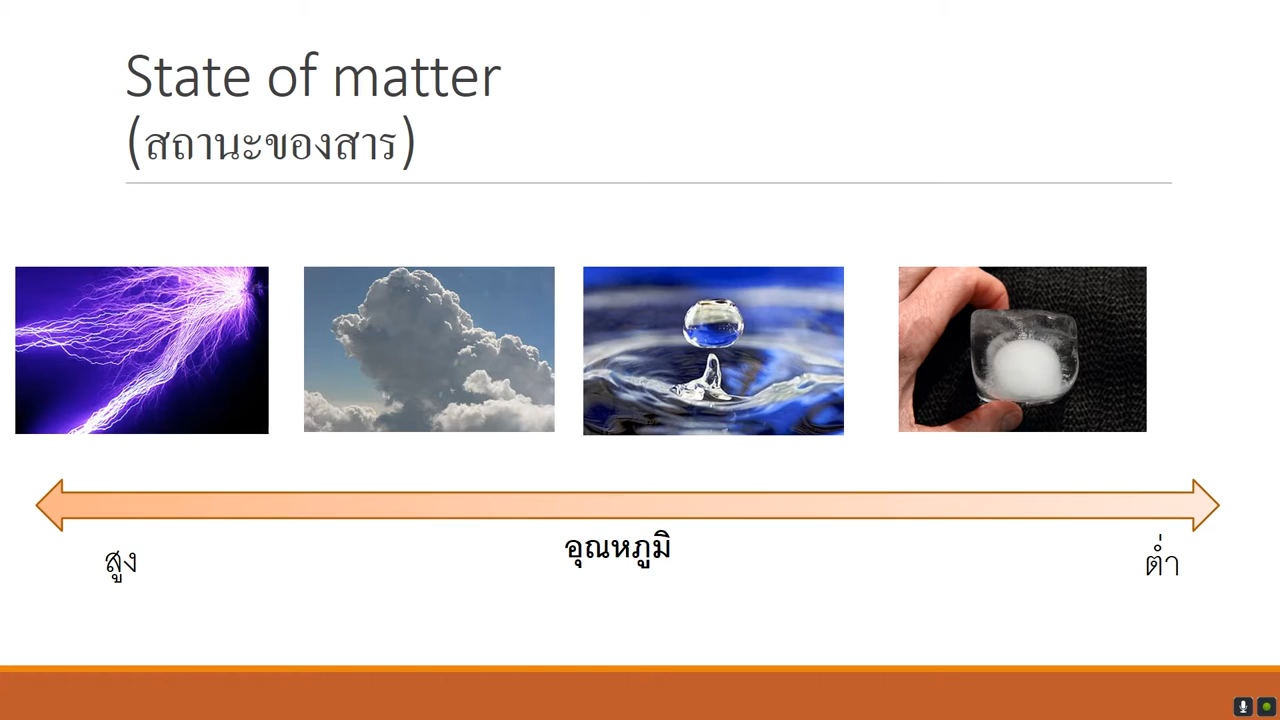 State of matter
(สถานะของสาร)
อุณหภูมิ
สูง
ต่ำ